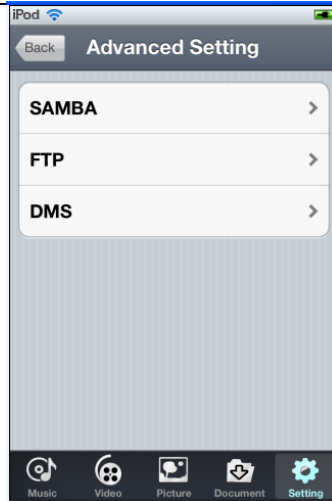 iPod
Back Advanced Setting
SAMBA
FTP
DMS
Music Video Picture Document Setting